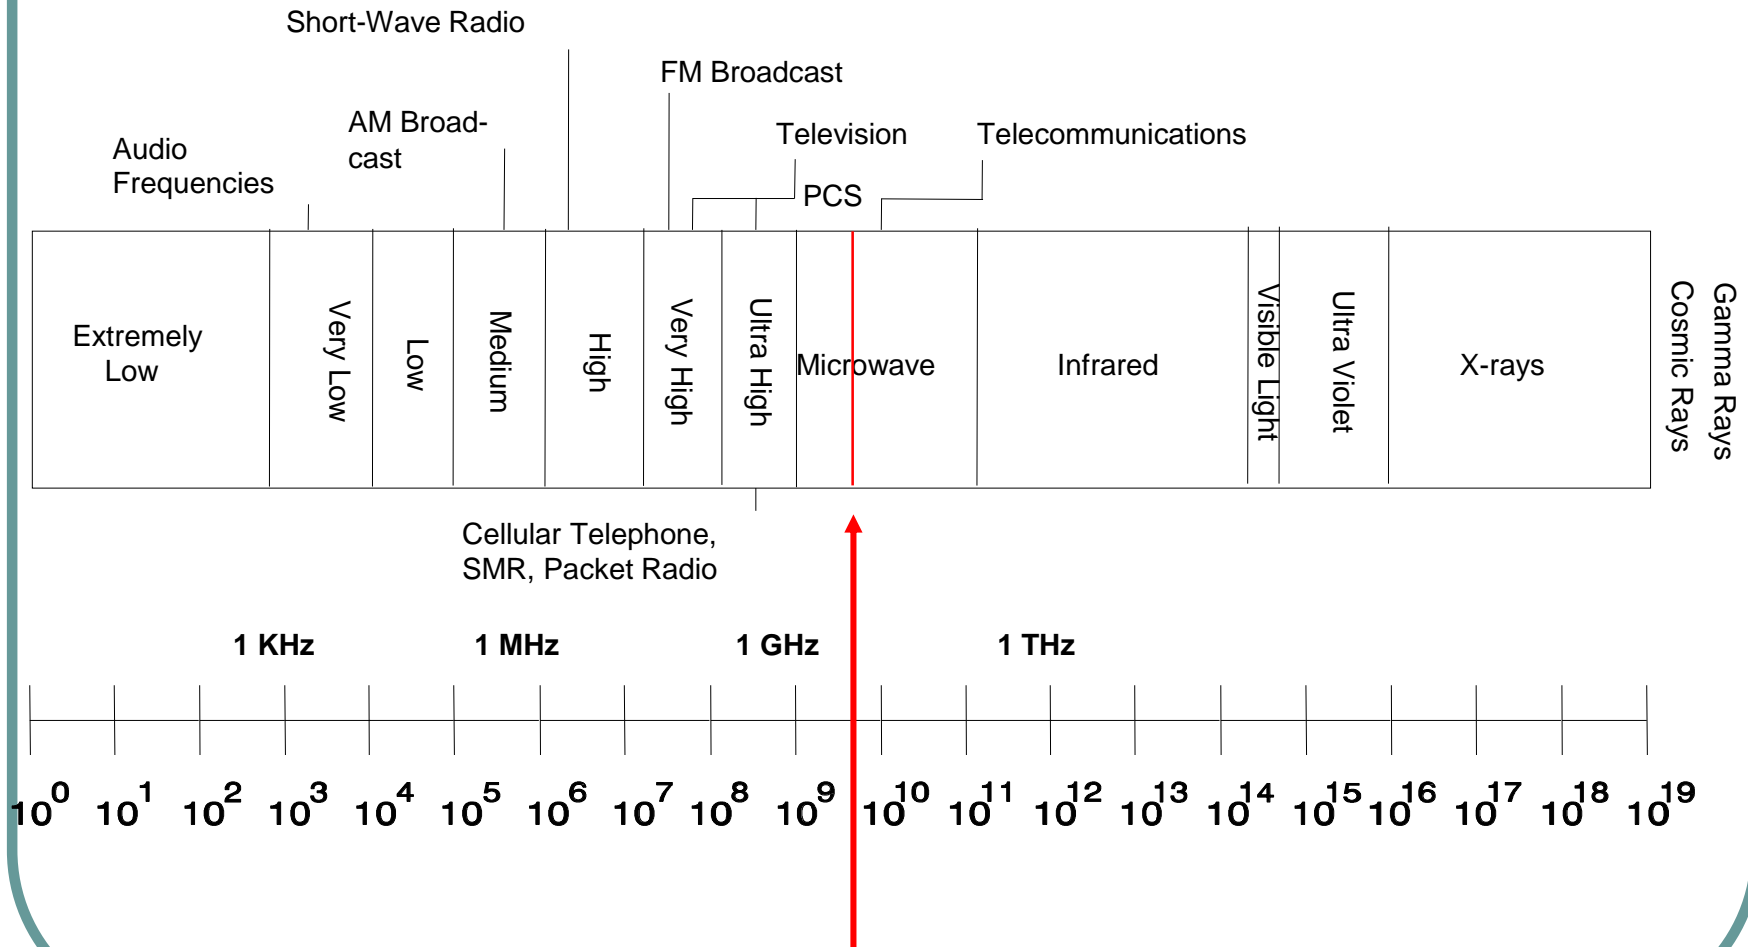 Short-Wave Radio
FM Broadcast
AM Broad-
cast
Television
Telecommunications
Audio
Frequencies
PCS
Extremely
Low
Very Low
Low
Medium
High
Very High
Ultra High
Microwave
Infrared
Visible Light
Ultra Violet
X-rays
Cosmic Rays
Gamma Rays
Cellular Telephone,
SMR, Packet Radio
1 KHz 1 MHz 1 GHz 1 THz
10⁰ 10¹ 10² 10³ 10⁴ 10⁵ 10⁶ 10⁷ 10⁸ 10⁹ 10¹⁰ 10¹¹ 10¹² 10¹³ 10¹⁴ 10¹⁵ 10¹⁶ 10¹⁷ 10¹⁸ 10¹⁹